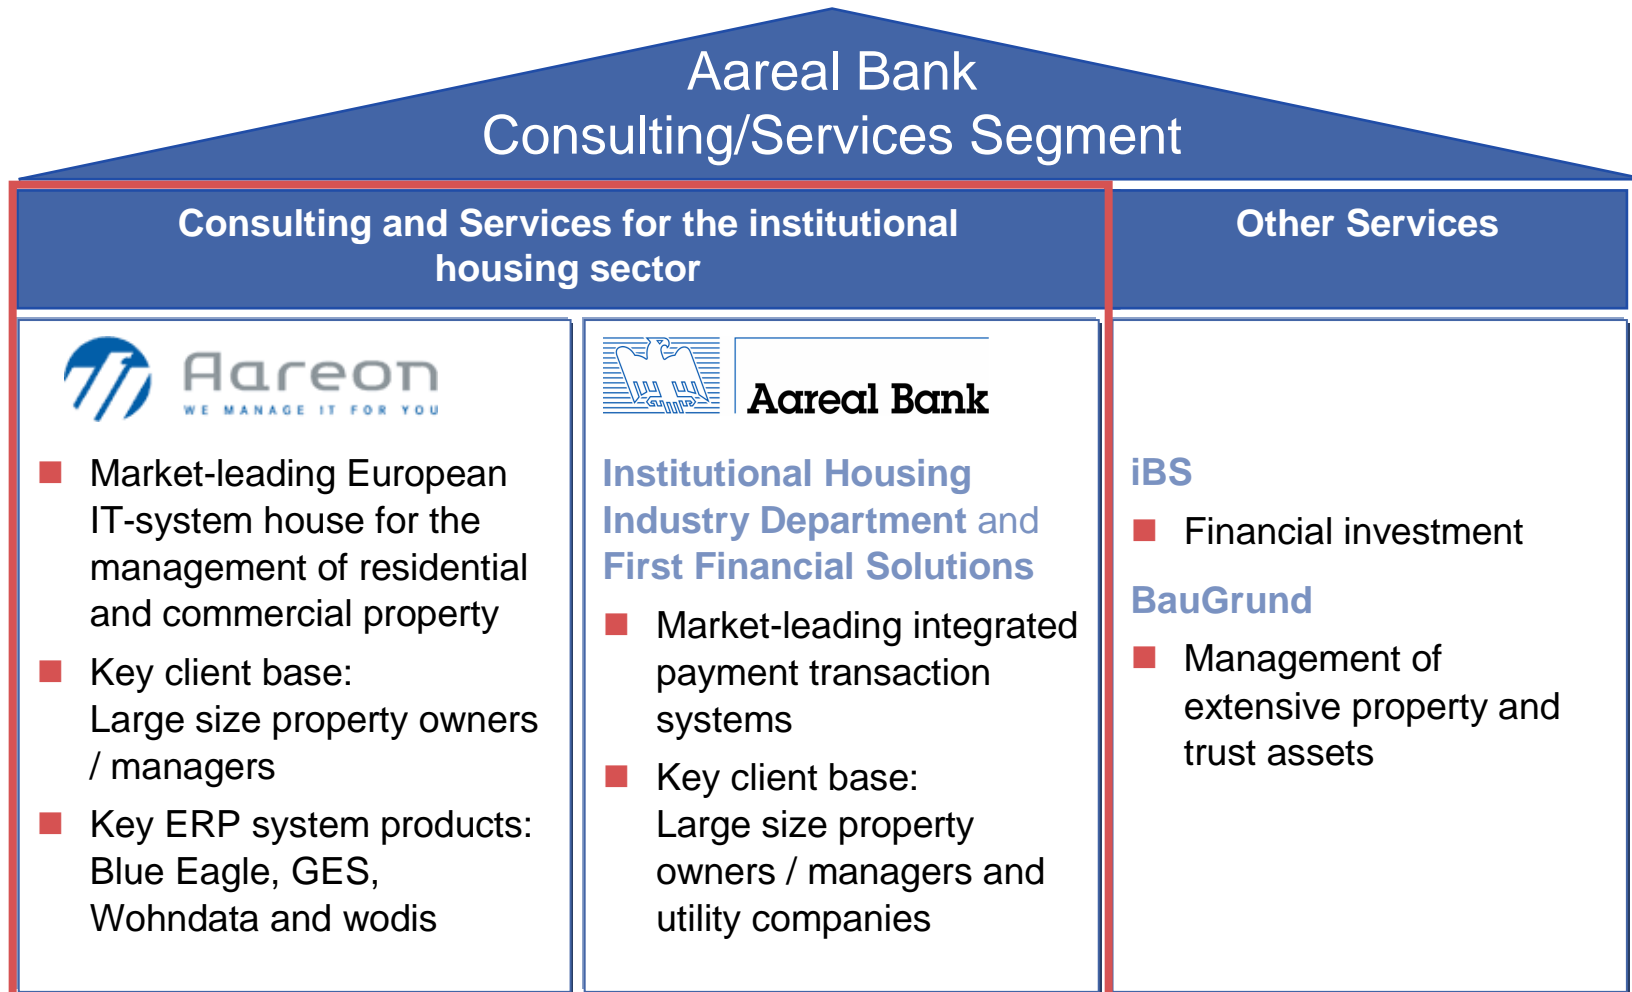 Aareal Bank
Consulting/Services Segment
Consulting and Services for the institutional
housing sector
Other Services
Aareon
WE MANAGE IT FOR YOU
Market-leading European
IT-system house for the
management of residential
and commercial property
Key client base:
Large size property owners
/ managers
Key ERP system products:
Blue Eagle, GES,
Wohndata and wodis
Aareal Bank
Institutional Housing
Industry Department and
First Financial Solutions
Market-leading integrated
payment transaction
systems
Key client base:
Large size property
owners / managers and
utility companies
iBS
Financial investment
BauGrund
Management of
extensive property and
trust assets